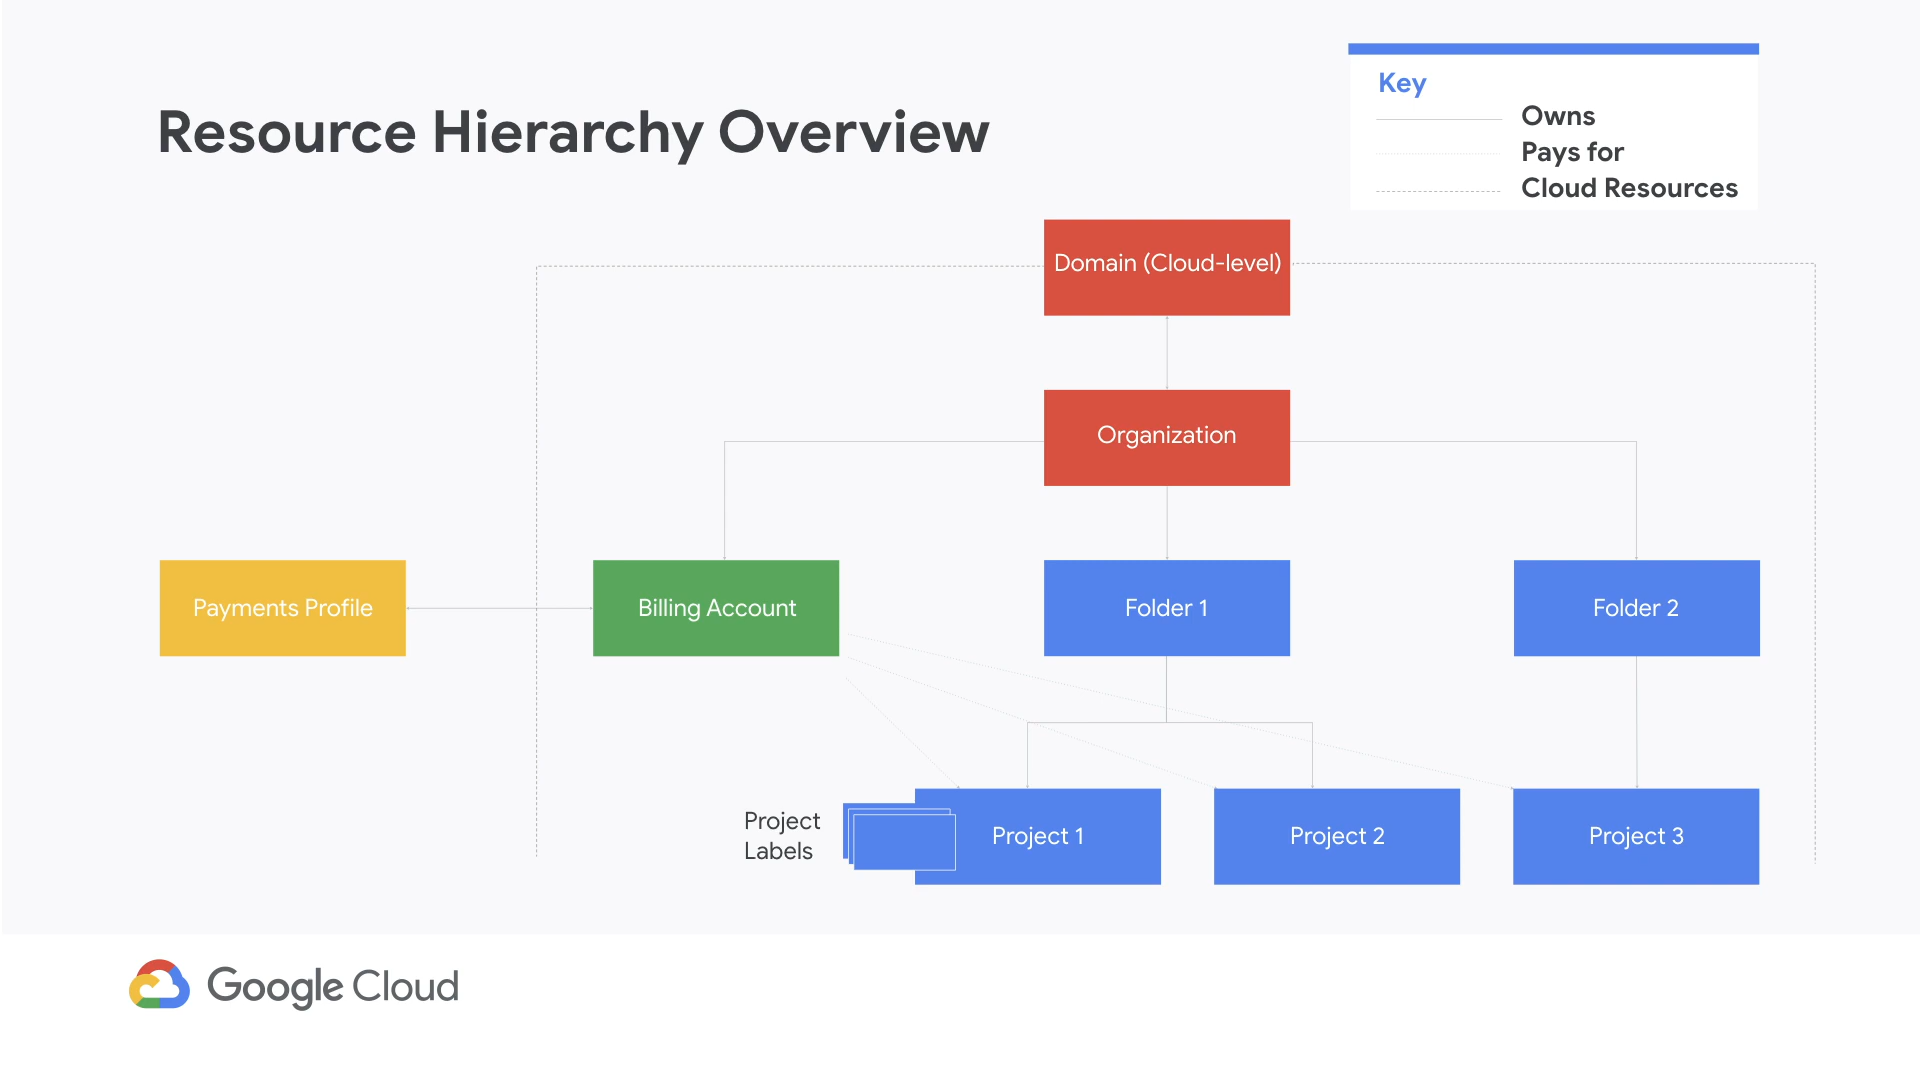 Resource Hierarchy Overview
Key
Owns
Pays for
Cloud Resources
Domain (Cloud-level)
Organization
Payments Profile
Billing Account
Folder 1
Folder 2
Project
Labels
Project 1
Project 2
Project 3
Google Cloud